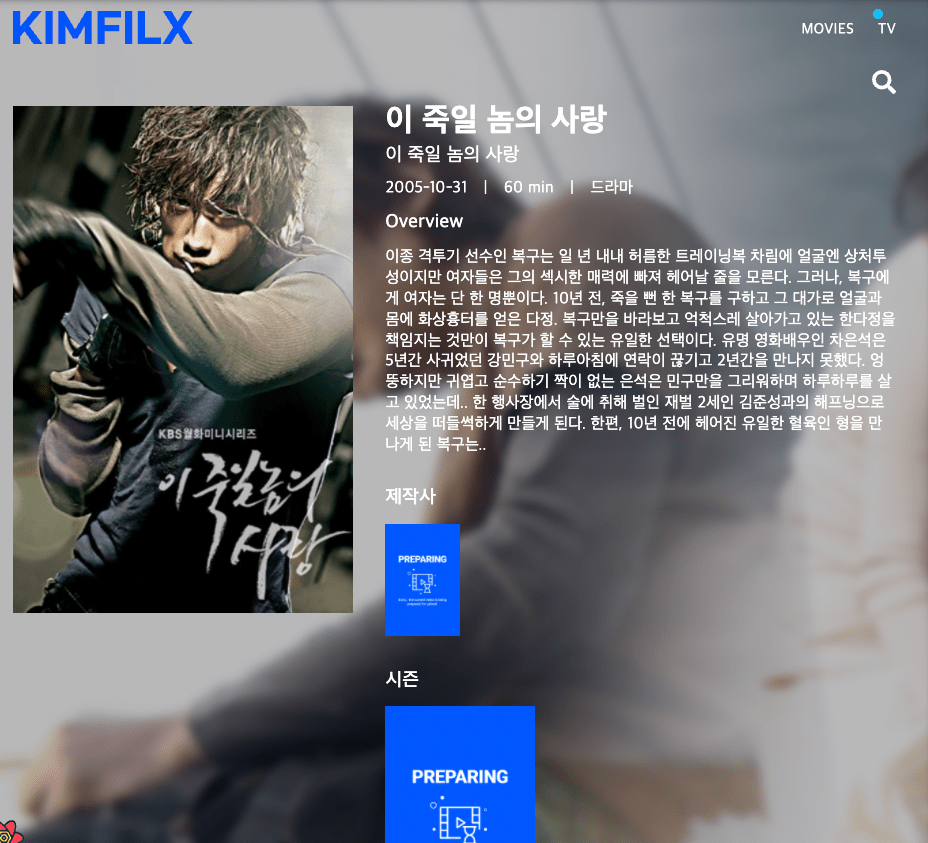 KIMFILX
MOVIES
TV
이 죽일 놈의 사랑
이 죽일 놈의 사랑
2005-10-31 | 60 min | 드라마
Overview
이종 격투기 선수인 복구는 일 년 내내 허름한 트레이닝복 차림에 얼굴엔 상처투
성이지만 여자들은 그의 섹시한 매력에 빠져 헤어날 줄을 모른다. 그러나, 복구에
게 여자는 단 한 명뿐이다. 10년 전, 죽을 뻔 한 복구를 구하고 그 대가로 얼굴과
몸에 화상흉터를 얻은 다정. 복구만을 바라보고 억척스레 살아가고 있는 한다정을
책임지는 것만이 복구가 할 수 있는 유일한 선택이다. 유명 영화배우인 차은석은
5년간 사귀었던 강민구와 하루아침에 연락이 끊기고 2년간을 만나지 못했다. 엉
뚱하지만 귀엽고 순수하기 짝이 없는 은석은 민구만을 그리워하며 하루하루를 살
고 있었는데.. 한 행사장에서 술에 취해 벌인 재벌 2세인 김준성과의 해프닝으로
세상을 떠들썩하게 만들게 된다. 한편, 10년 전에 헤어진 유일한 혈육인 형을 만
나게 된 복구는..
KBS월화미니시리즈
이 죽일놈의
사랑
제작사
PREPARING
시즌
PREPARING